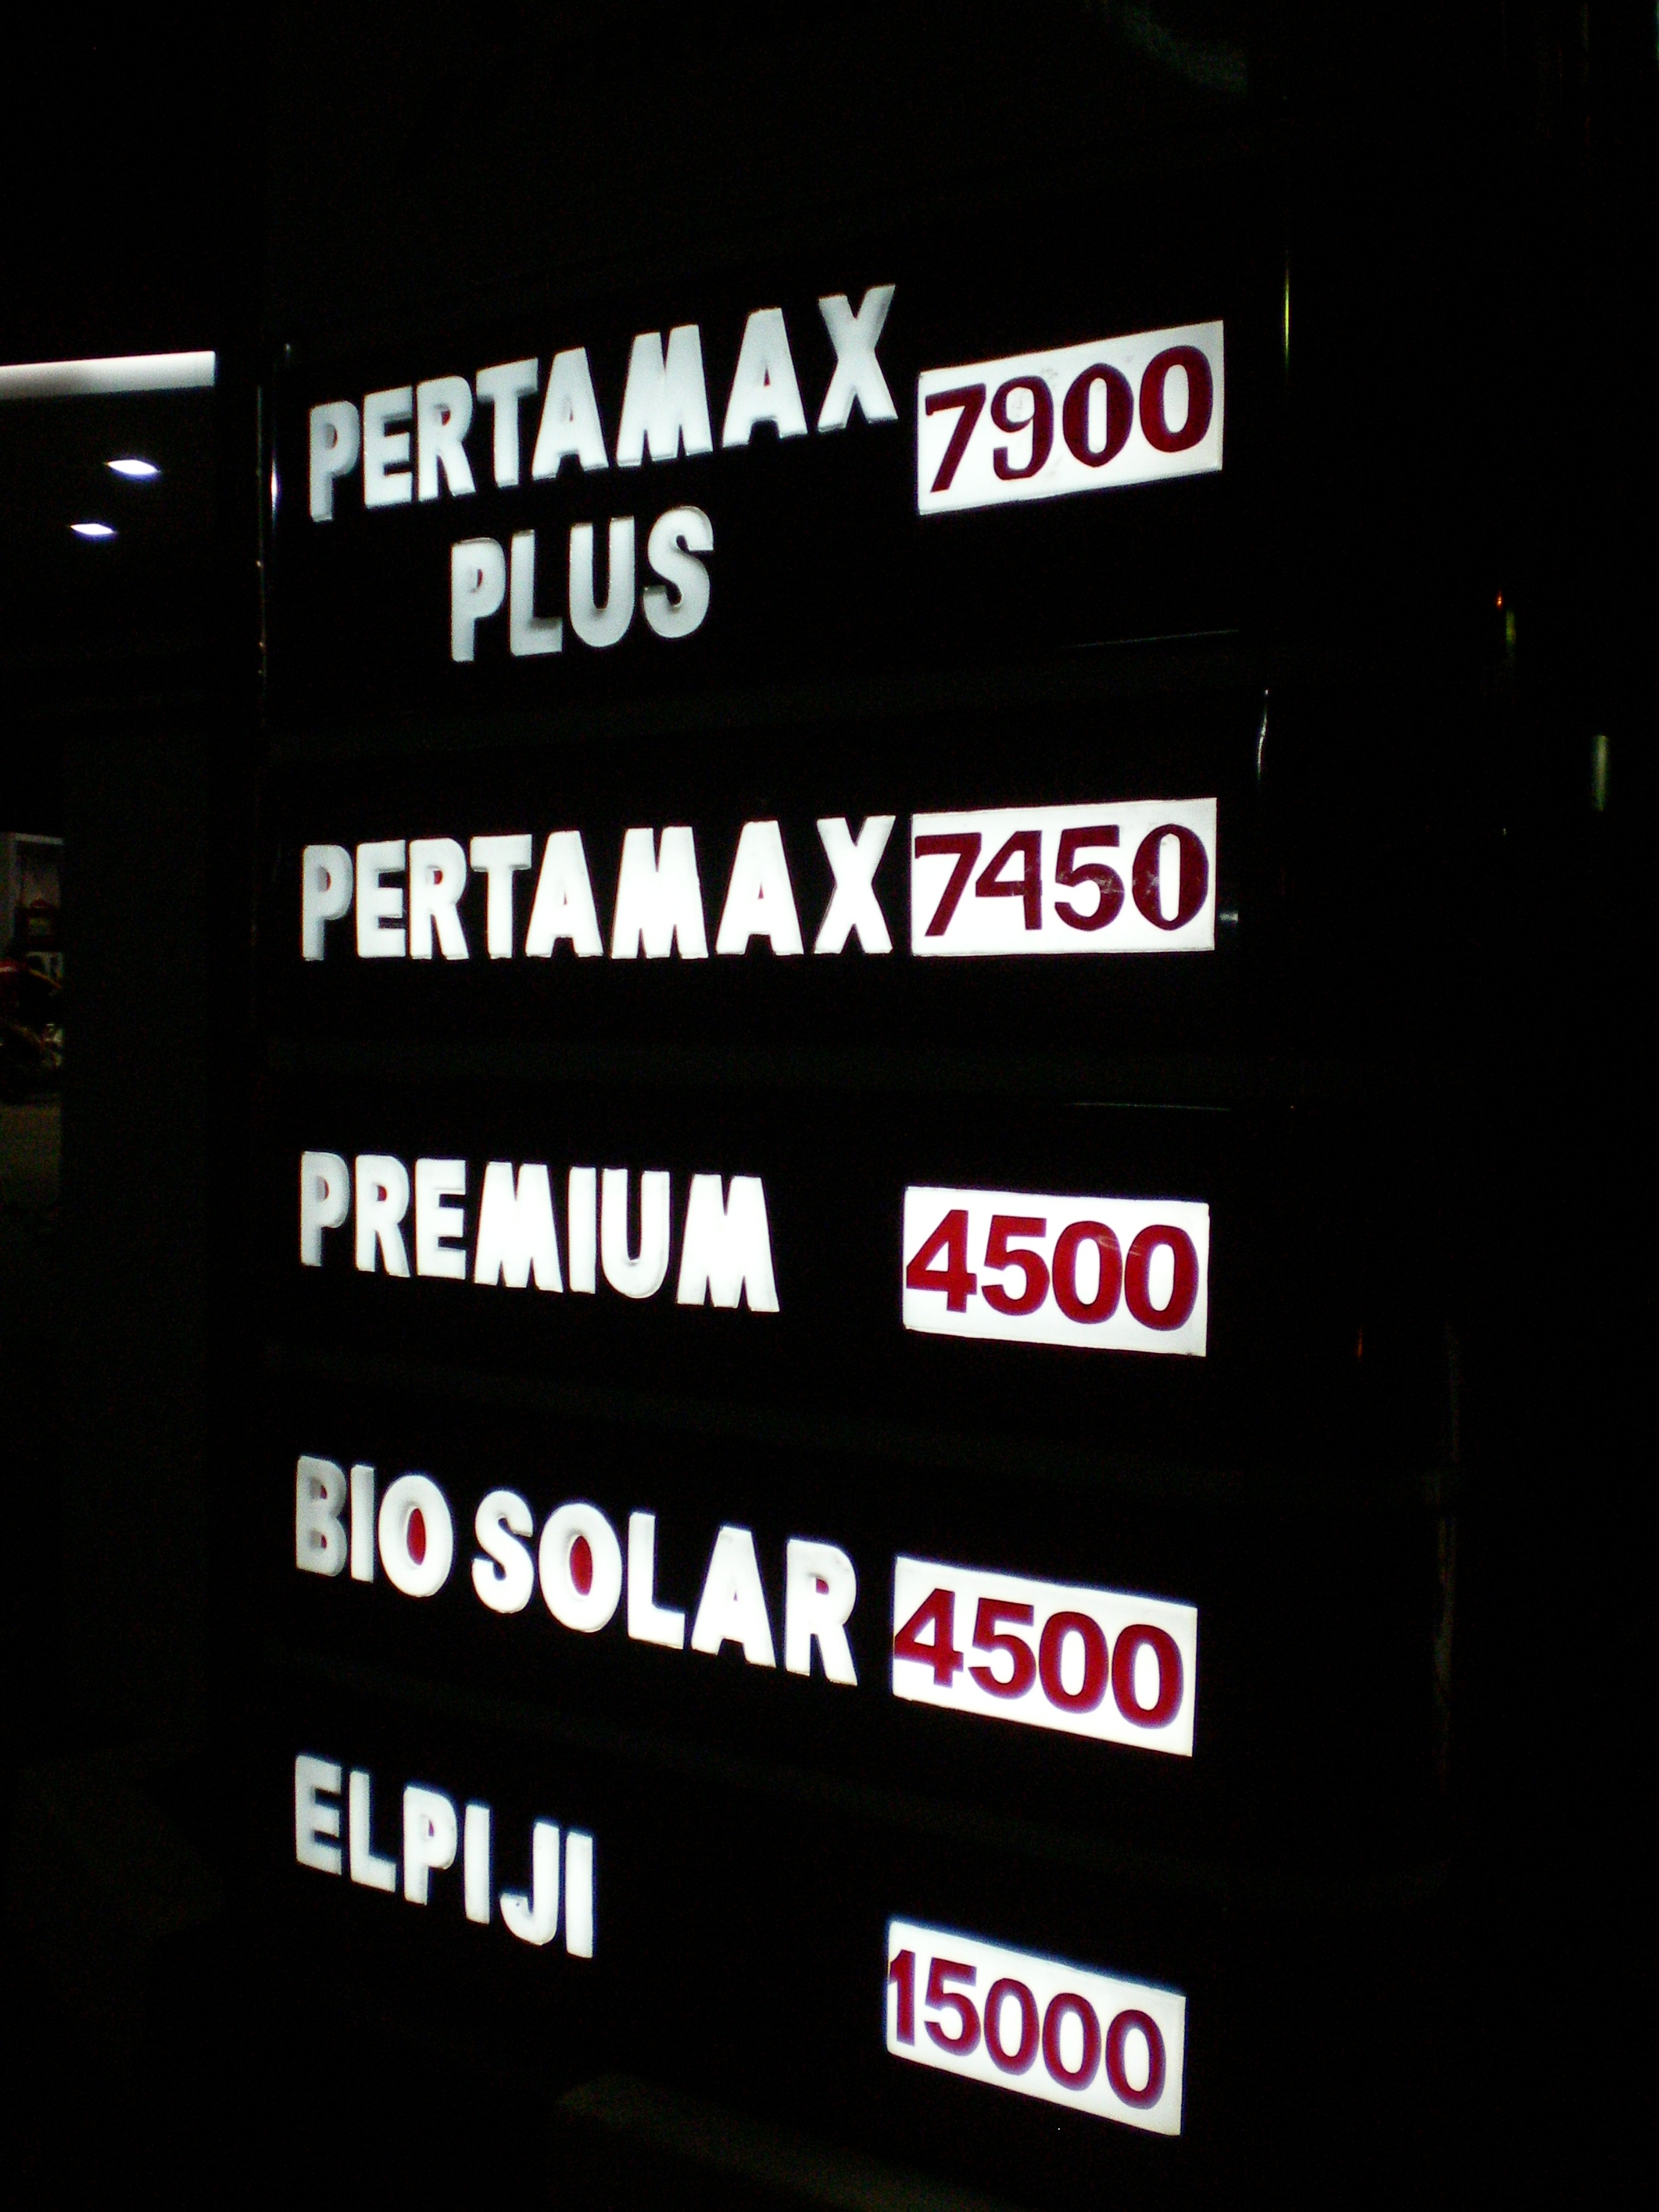 PERTAMAX 7900
PLUS
PERTAMAX 7450
PREMIUM 4500
BIO SOLAR 4500
ELPIJI 15000